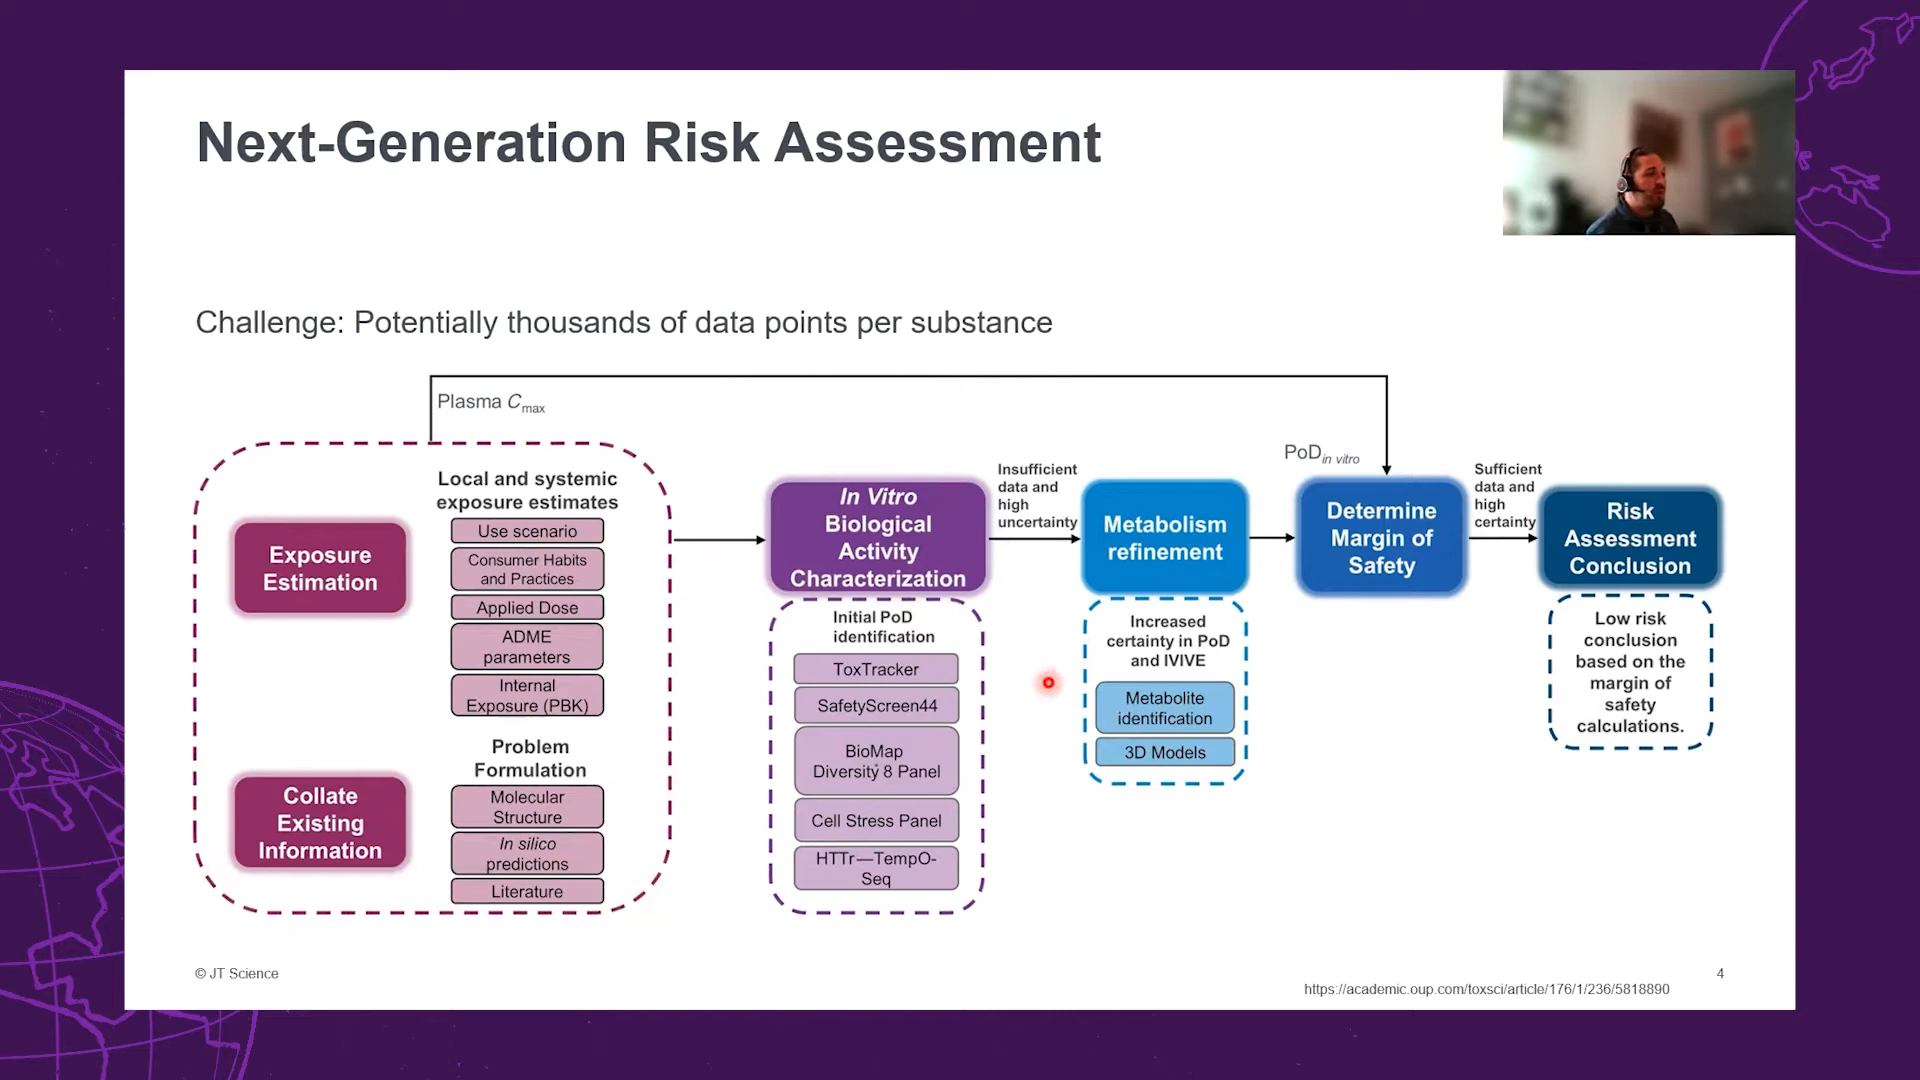 Next-Generation Risk Assessment
Challenge: Potentially thousands of data points per substance
Plasma Cmax
Exposure
Estimation
Local and systemic
exposure estimates
Use scenario
Consumer Habits
and Practices
Applied Dose
ADME
parameters
Internal
Exposure (PBK)
Collate
Existing
Information
Problem
Formulation
Molecular
Structure
In silico
predictions
Literature
In Vitro
Biological
Activity
Characterization
Initial PoD
identification
ToxTracker
SafetyScreen44
BioMap
Diversity 8 Panel
Cell Stress Panel
HTTr—TempO-
Seq
Insufficient
data and
high
uncertainty
Metabolism
refinement
Increased
certainty in PoD
and IVIVE
Metabolite
identification
3D Models
PoDin vitro
Determine
Margin of
Safety
Sufficient
data and
high
certainty
Risk
Assessment
Conclusion
Low risk
conclusion
based on the
margin of
safety
calculations.
© JT Science
4
https://academic.oup.com/toxsci/article/176/1/236/5818890